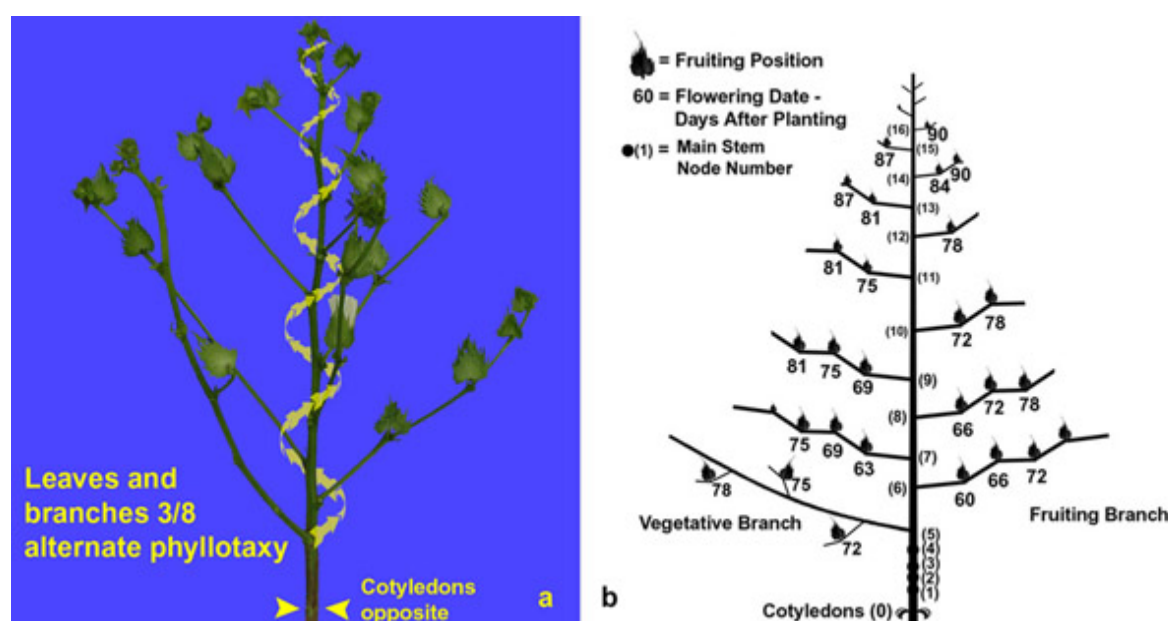 Leaves and
branches 3/8
alternate phyllotaxy
Cotyledons
opposite
a
= Fruiting Position
60 = Flowering Date -
Days After Planting
(1) = Main Stem
Node Number
(16) 90
87 (15)
(14) 84 90
87 81 (13)
(12) 78
81 75 (11)
(10) 72 78
81 75 69 (9)
(8) 66 72 78
75 69 63 (7)
(6) 60 66 72
78 75
Vegetative Branch
Fruiting Branch
72 (5)
(4)
(3)
(2)
(1)
b
Cotyledons (0)